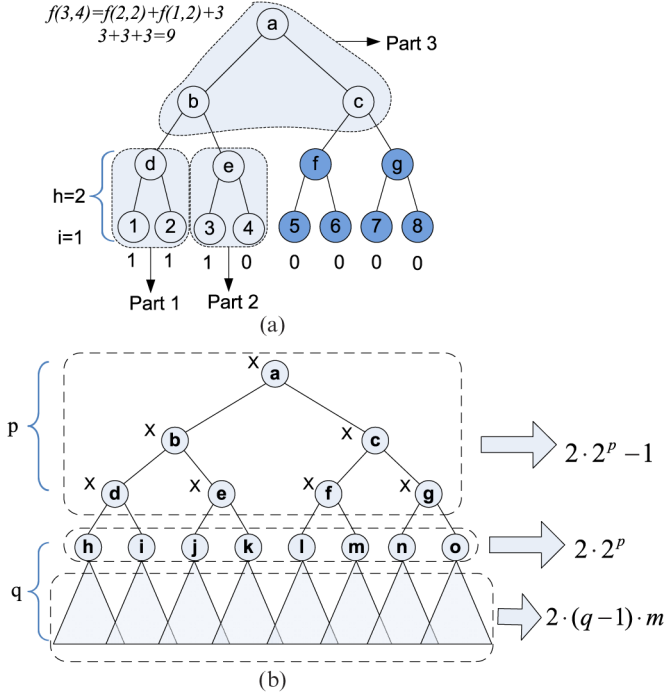 f(3,4)=f(2,2)+f(1,2)+3
3+3+3=9
a
Part 3
b c
d e f g
h=2
1 2 3 4 5 6 7 8
i=1
1 1 1 0 0 0 0 0
Part 1 Part 2
(a)
X a
p
X b X c
2·2^p−1
X d X e X f X g
h i j k l m n o
2·2^p
q
2·(q−1)·m
(b)